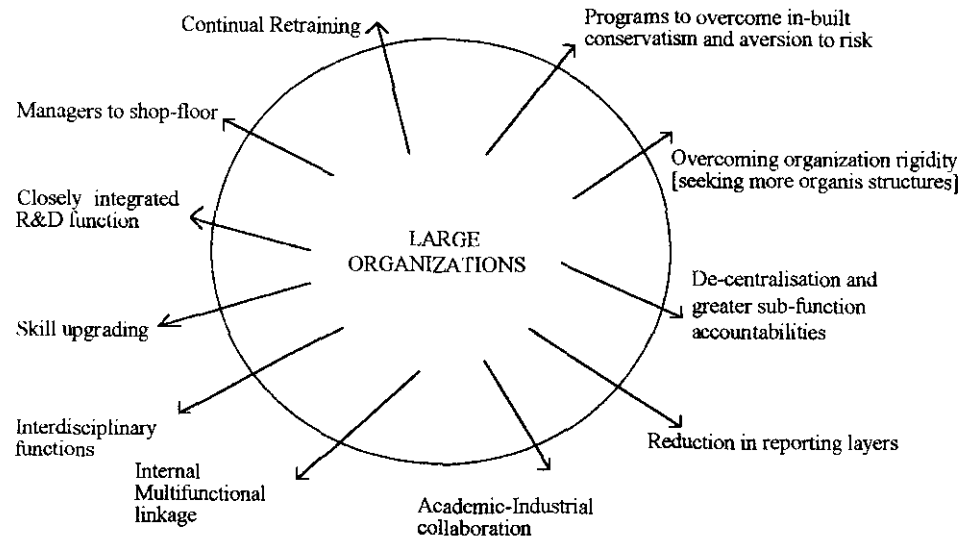 Continual Retraining
Programs to overcome in-built
conservatism and aversion to risk
Managers to shop-floor
Overcoming organization rigidity
[seeking more organis structures]
Closely integrated
R&D function
LARGE
ORGANIZATIONS
De-centralisation and
greater sub-function
accountabilities
Skill upgrading
Interdisciplinary
functions
Reduction in reporting layers
Internal
Multifunctional
linkage
Academic-Industrial
collaboration